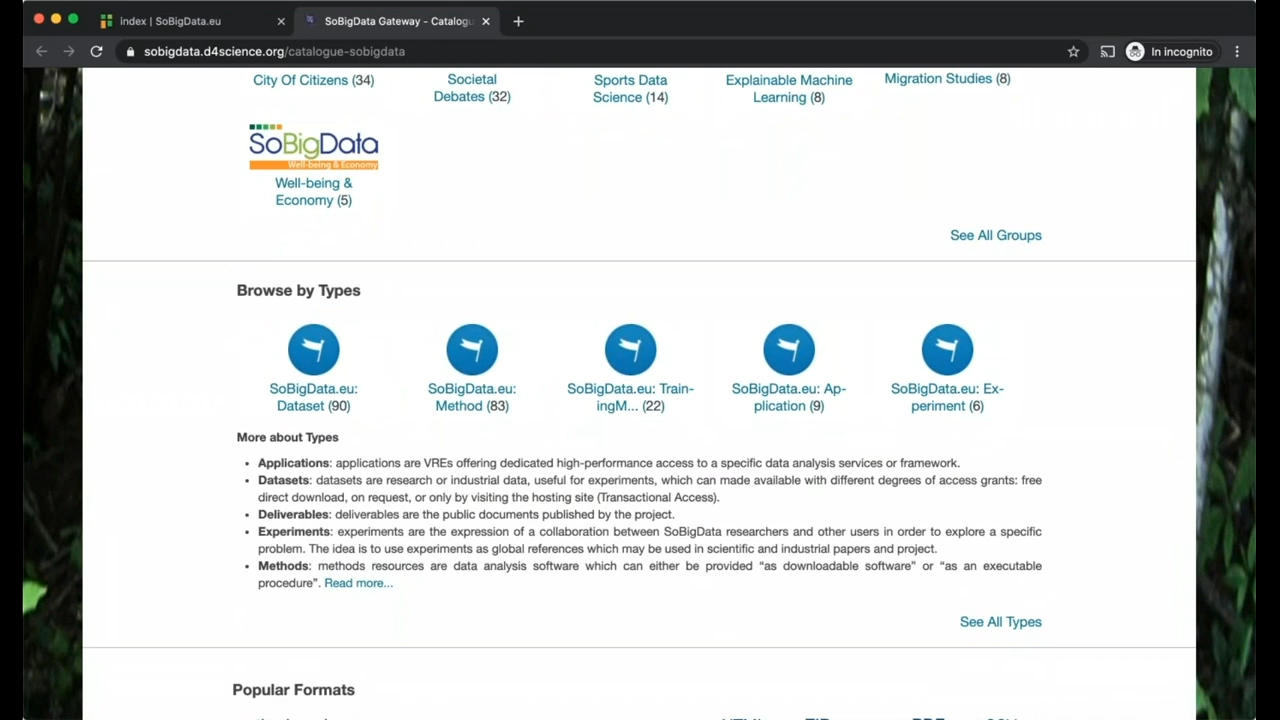 index | SoBigData.eu
SoBigData Gateway - Catalogu
sobigdata.d4science.org/catalogue-sobigdata
In incognito
City Of Citizens (34)
Societal
Debates (32)
Sports Data
Science (14)
Explainable Machine
Learning (8)
Migration Studies (8)
SoBigData
Well-being & Economy
Well-being &
Economy (5)
See All Groups
Browse by Types
SoBigData.eu:
Dataset (90)
SoBigData.eu:
Method (83)
SoBigData.eu: Train-
ingM... (22)
SoBigData.eu: Ap-
plication (9)
SoBigData.eu: Ex-
periment (6)
More about Types
• Applications: applications are VREs offering dedicated high-performance access to a specific data analysis services or framework.
• Datasets: datasets are research or industrial data, useful for experiments, which can made available with different degrees of access grants: free
direct download, on request, or only by visiting the hosting site (Transactional Access).
• Deliverables: deliverables are the public documents published by the project.
• Experiments: experiments are the expression of a collaboration between SoBigData researchers and other users in order to explore a specific
problem. The idea is to use experiments as global references which may be used in scientific and industrial papers and project.
• Methods: methods resources are data analysis software which can either be provided “as downloadable software” or “as an executable
procedure”. Read more...
See All Types
Popular Formats